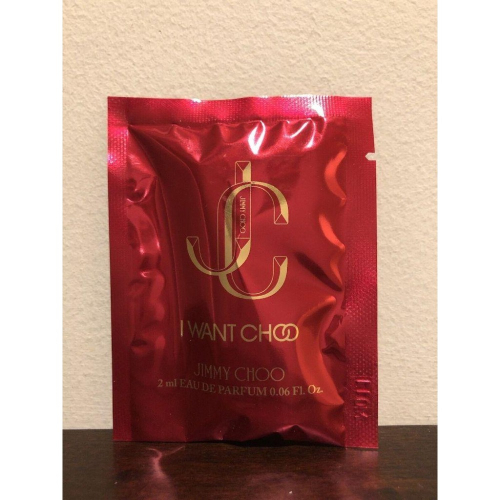 JC
JIMMY CHOO
I WANT CHOO
JIMMY CHOO
2 ml EAU DE PARFUM 0.06 Fl. Oz.